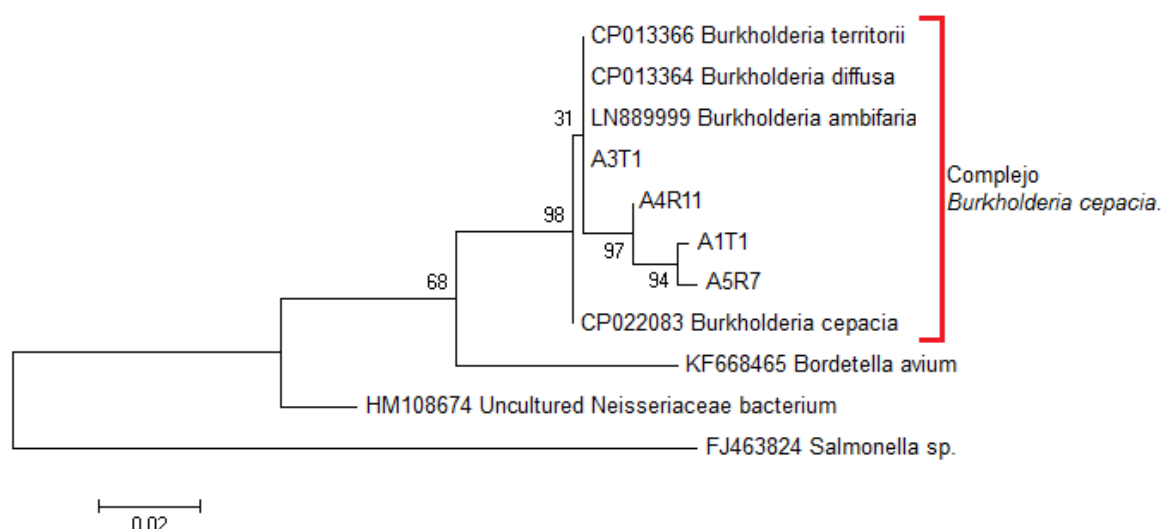 CP013366 Burkholderia territorii
CP013364 Burkholderia diffusa
31
LN889999 Burkholderia ambifaria
A3T1
Complejo
Burkholderia cepacia.
A4R11
98
97
A1T1
94
A5R7
68
CP022083 Burkholderia cepacia
KF668465 Bordetella avium
HM108674 Uncultured Neisseriaceae bacterium
FJ463824 Salmonella sp.
0.02